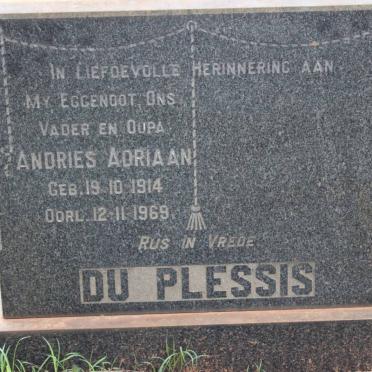 IN LIEFDEVOLLE HERINNERING AAN
MY EGGENOOT, ONS
VADER EN OUPA
ANDRIES ADRIAAN
GEB. 19·10·1914
OORL. 12·11·1969
RUS IN VREDE
DU PLESSIS